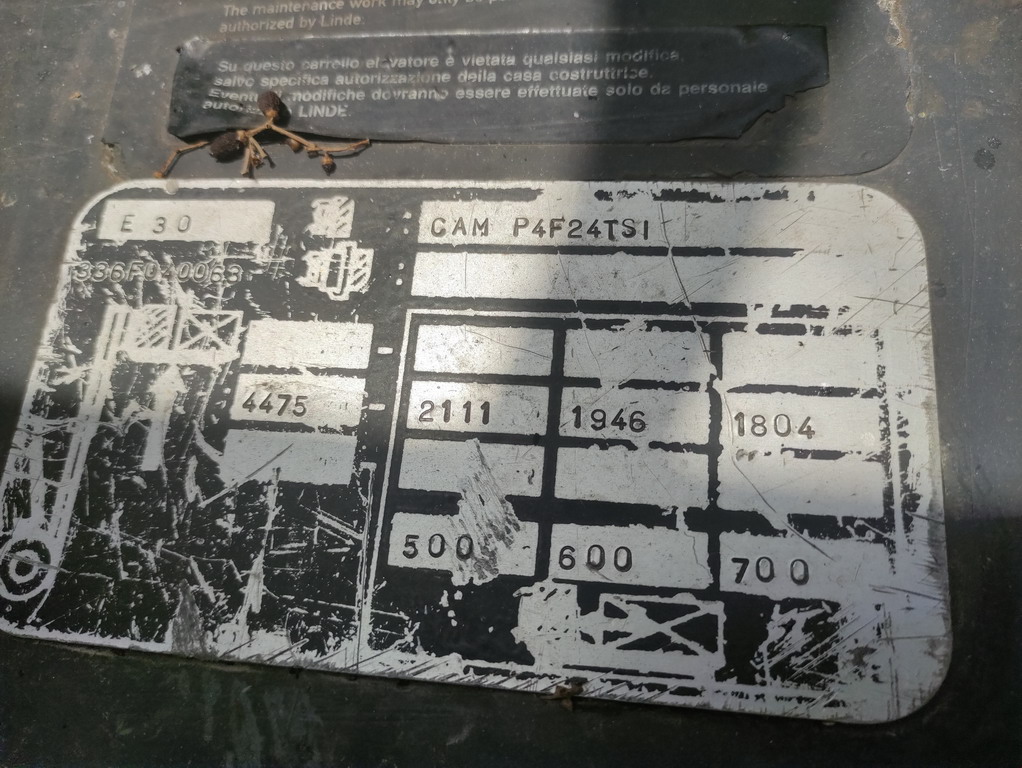 The maintenance work may only be
authorized by Linde.
Su questo carrello elevatore è vietata qualsiasi modifica,
salvo specifica autorizzazione della casa costruttrice.
modifiche dovranno essere effettuate solo da personale
LINDE.
E 30
CAM P4F24TSI
336F04006
4475
2111
1946
1804
500
600
700